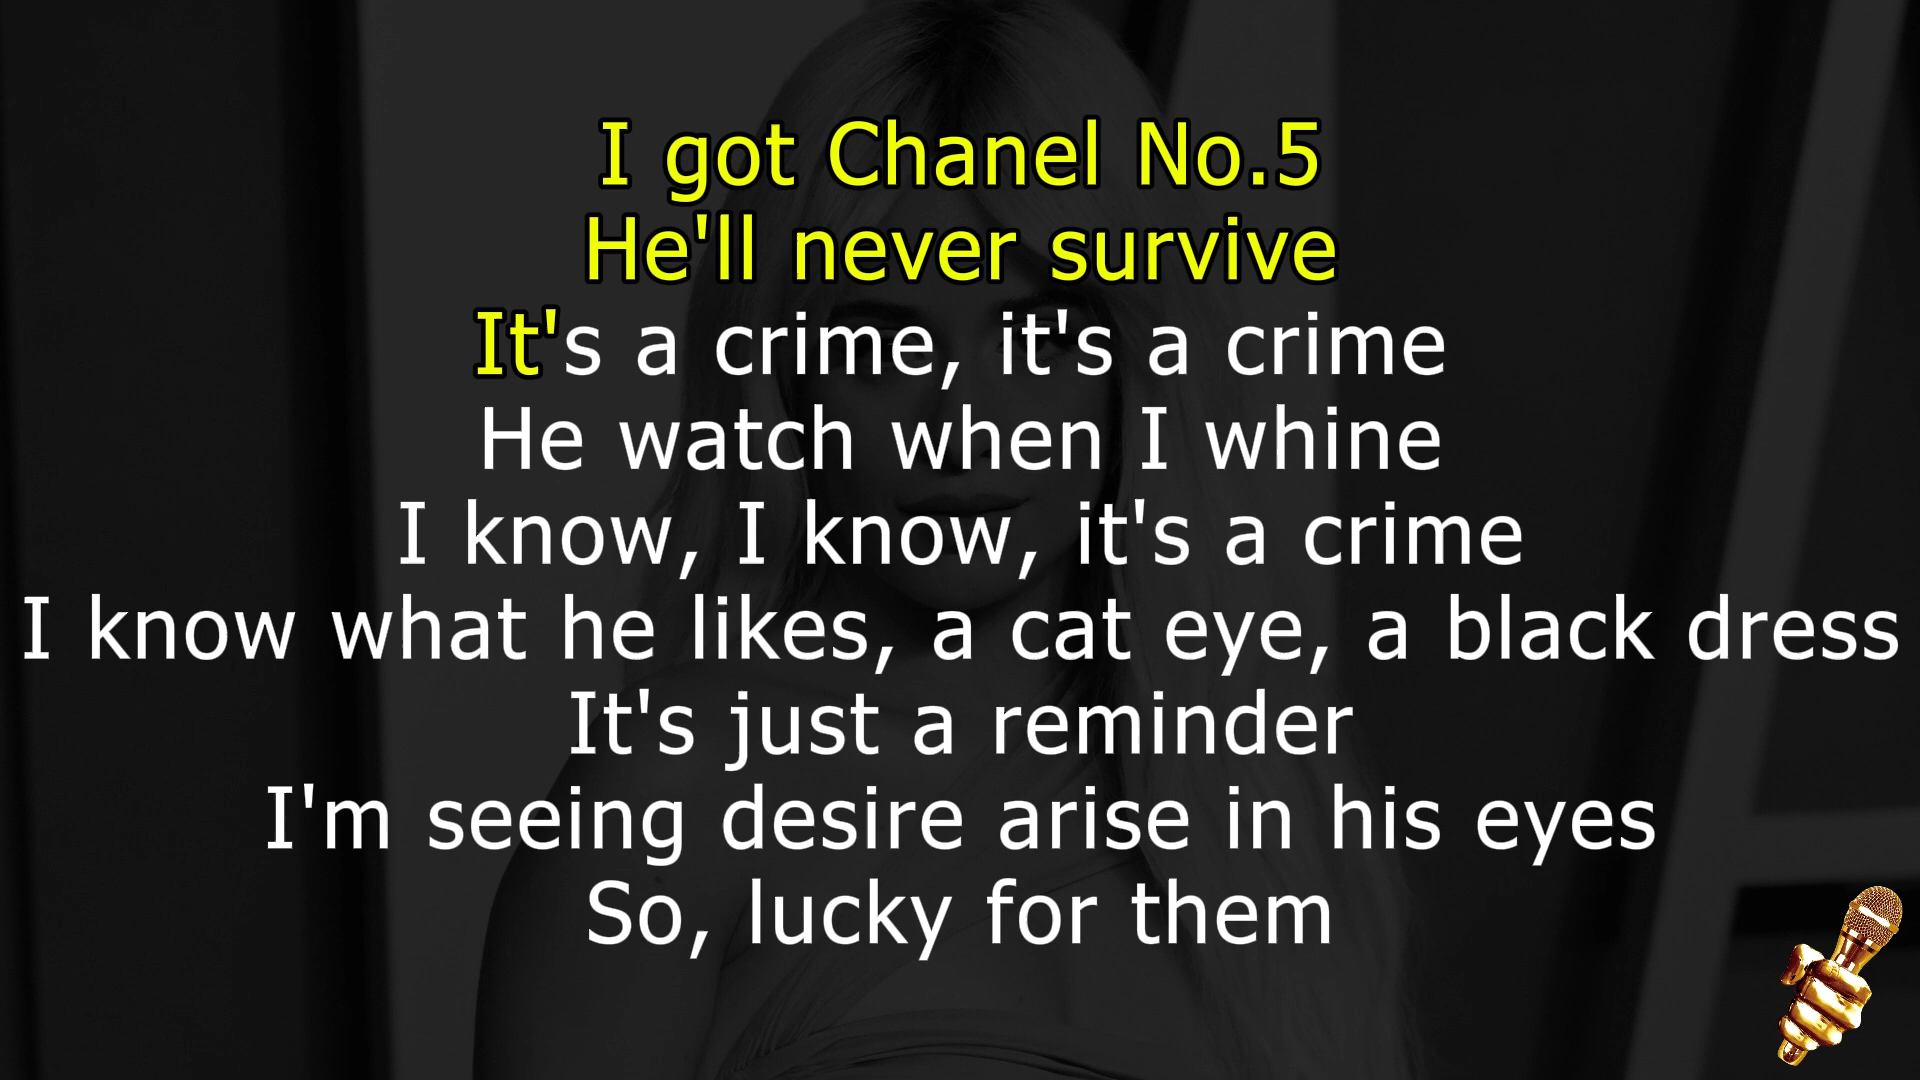 I got Chanel No.5
He'll never survive
It's a crime, it's a crime
He watch when I whine
I know, I know, it's a crime
I know what he likes, a cat eye, a black dress
It's just a reminder
I'm seeing desire arise in his eyes
So, lucky for them